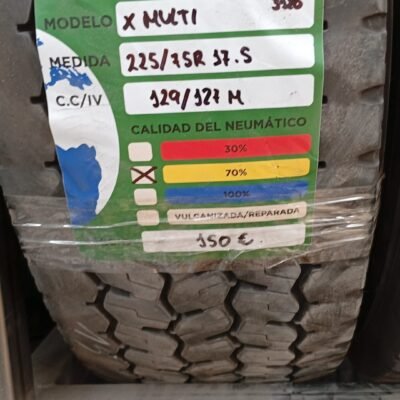 MODELO X MULTI
MEDIDA 225/75R 17.5
C.C/IV 129/127 M
CALIDAD DEL NEUMÁTICO
30%
70%
100%
VULCANIZADA/REPARADA
150 €